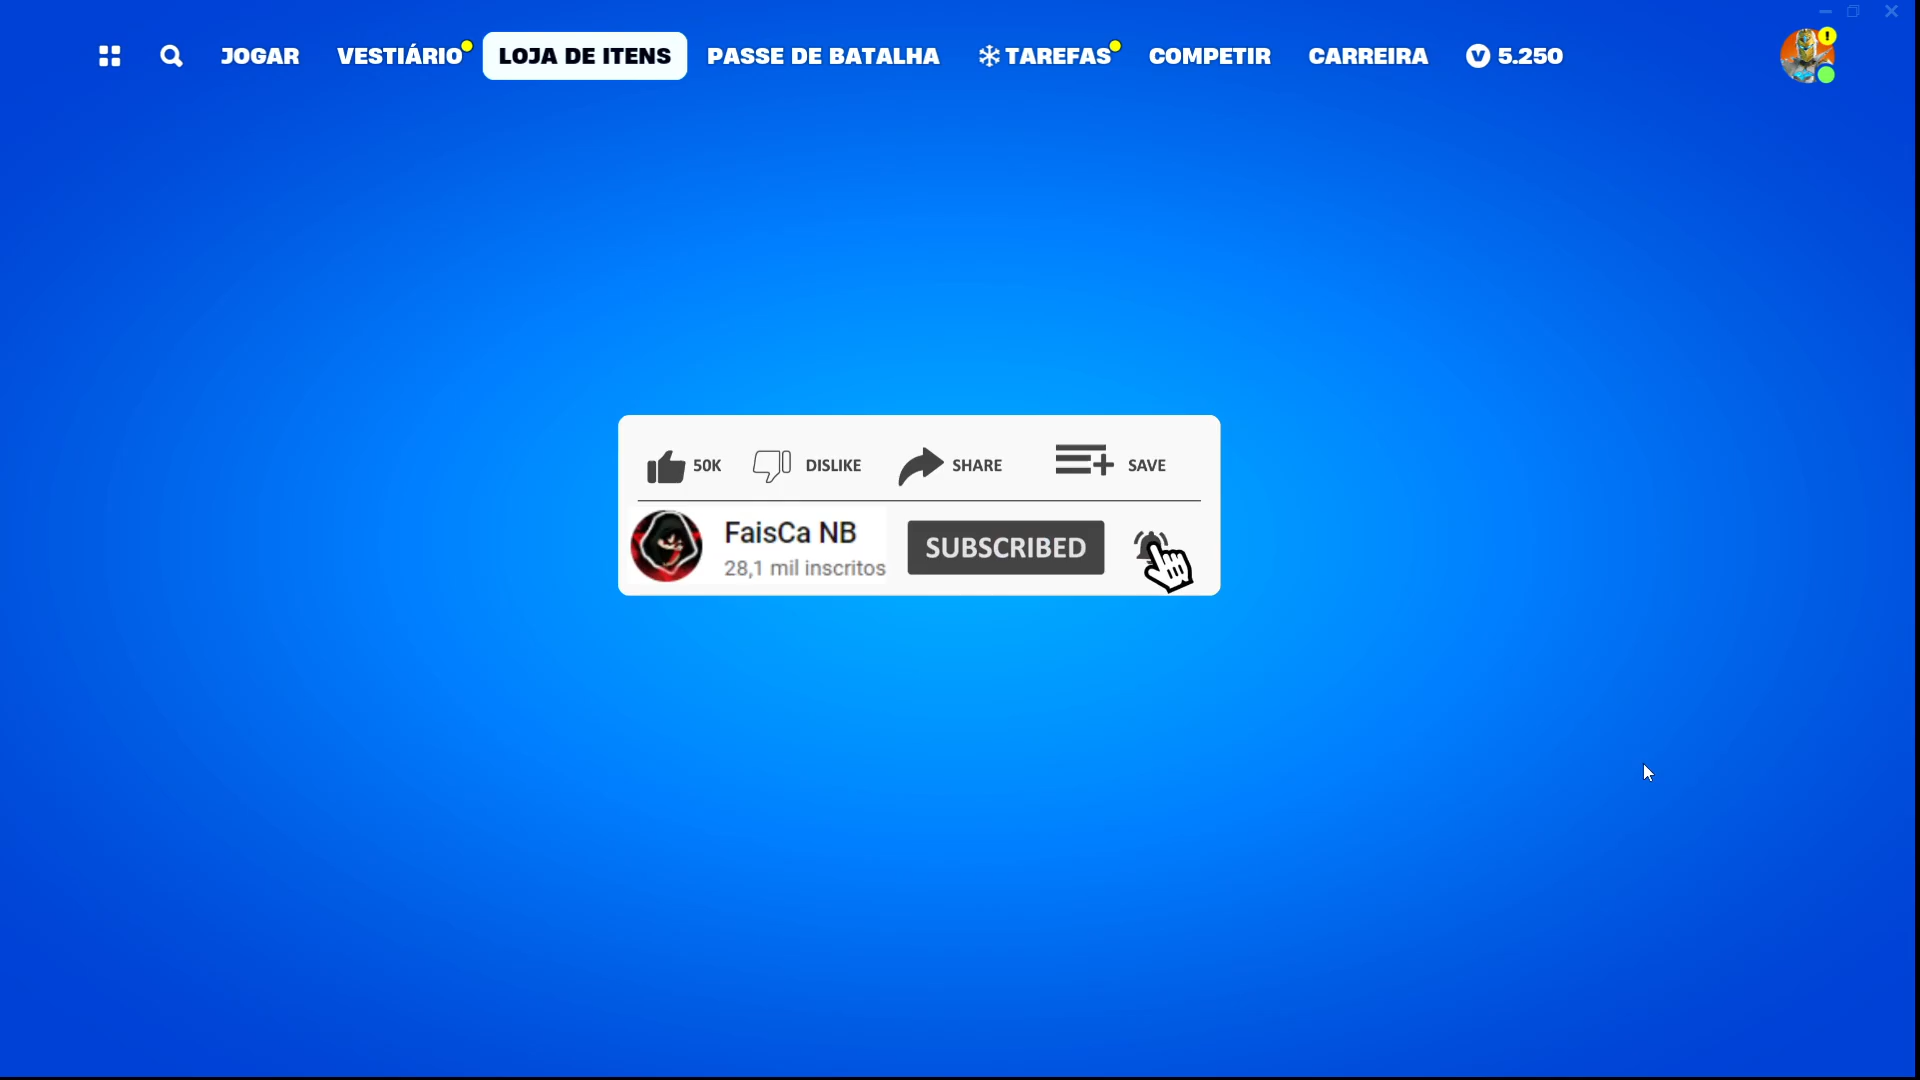 JOGAR VESTIÁRIO LOJA DE ITENS PASSE DE BATALHA TAREFAS COMPETIR CARREIRA V 5.250
50K DISLIKE SHARE SAVE
FaisCa NB
28,1 mil inscritos
SUBSCRIBED